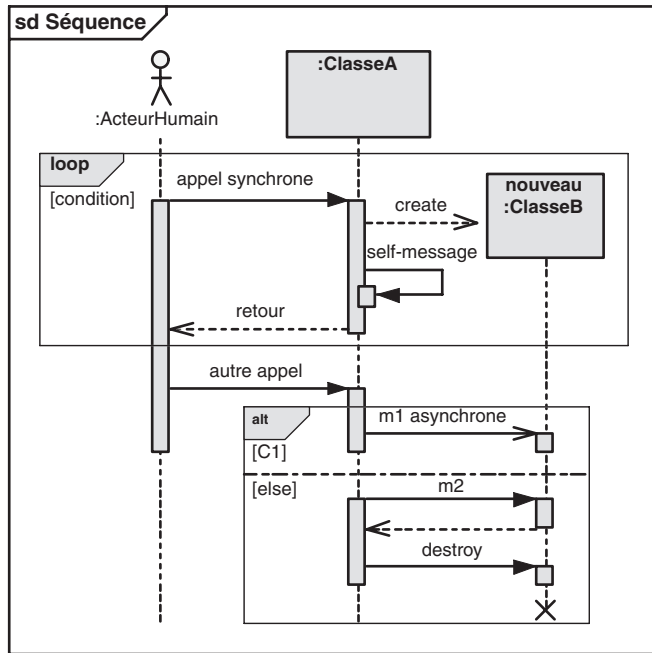 sd Séquence
:ClasseA
:ActeurHumain
loop
[condition]
appel synchrone
nouveau
:ClasseB
create
self-message
retour
autre appel
alt
m1 asynchrone
[C1]
[else]
m2
destroy